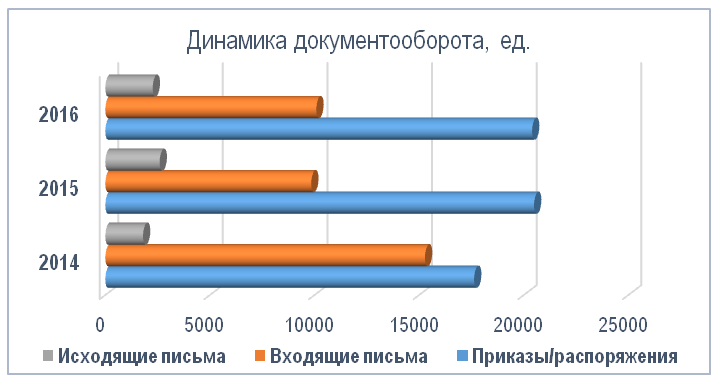 Динамика документооборота, ед.
2016
2015
2014
0 5000 10000 15000 20000 25000
Исходящие письма Входящие письма Приказы/распоряжения